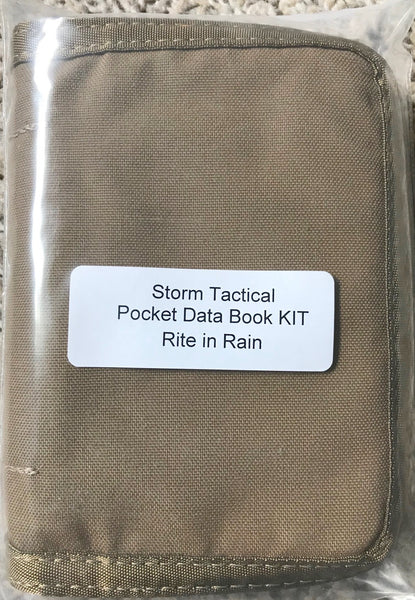 Storm Tactical
Pocket Data Book KIT
Rite in Rain